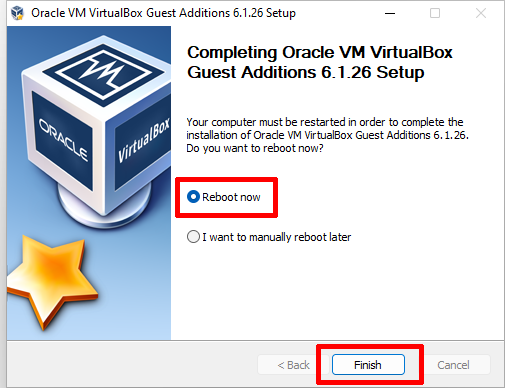 Oracle VM VirtualBox Guest Additions 6.1.26 Setup
Completing Oracle VM VirtualBox
Guest Additions 6.1.26 Setup
Your computer must be restarted in order to complete the
installation of Oracle VM VirtualBox Guest Additions 6.1.26.
Do you want to reboot now?
Reboot now
I want to manually reboot later
VM
ORACLE
VirtualBox
< Back
Finish
Cancel